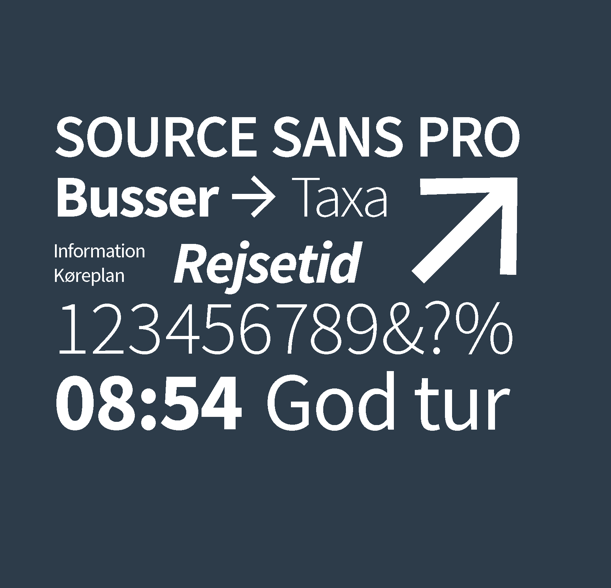 SOURCE SANS PRO
Busser → Taxa
Information
Køreplan
Rejsetid
123456789&?%
08:54 God tur